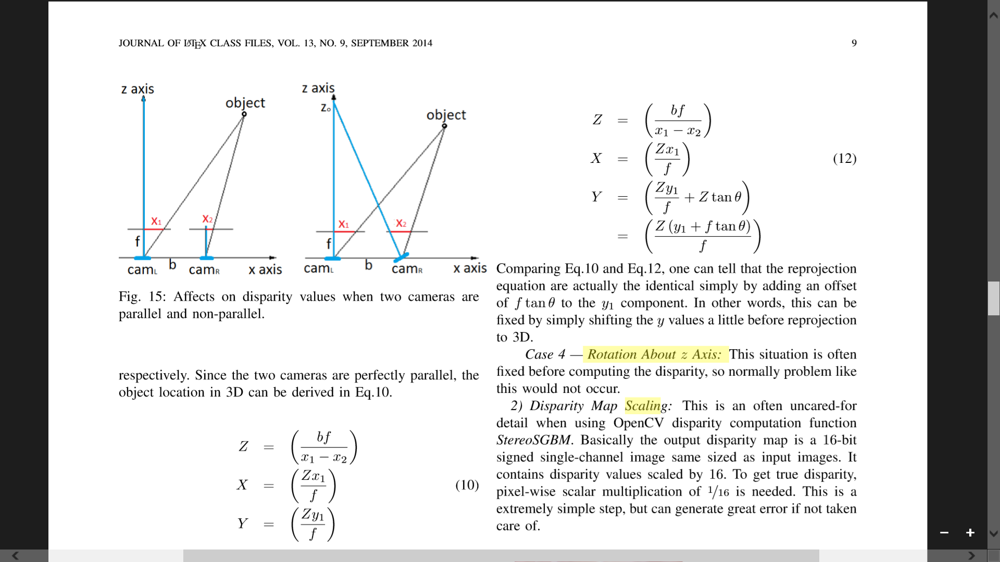 JOURNAL OF LATEX CLASS FILES, VOL. 13, NO. 9, SEPTEMBER 2014
9
z axis
object
x1
x2
f
b
camL
camR
x axis
z axis
zo
object
x1
x2
f
b
camL
camR
x axis
Fig. 15: Affects on disparity values when two cameras are
parallel and non-parallel.
respectively. Since the two cameras are perfectly parallel, the
object location in 3D can be derived in Eq.10.
Z = (bf / (x1 − x2))
X = (Zx1 / f) (10)
Y = (Zy1 / f)
Z = (bf / (x1 − x2))
X = (Zx1 / f) (12)
Y = (Zy1 / f + Z tan θ)
= (Z (y1 + f tan θ) / f)
Comparing Eq.10 and Eq.12, one can tell that the reprojection
equation are actually the identical simply by adding an offset
of f tan θ to the y1 component. In other words, this can be
fixed by simply shifting the y values a little before reprojection
to 3D.
Case 4 — Rotation About z Axis: This situation is often
fixed before computing the disparity, so normally problem like
this would not occur.
2) Disparity Map Scaling: This is an often uncared-for
detail when using OpenCV disparity computation function
StereoSGBM. Basically the output disparity map is a 16-bit
signed single-channel image same sized as input images. It
contains disparity values scaled by 16. To get true disparity,
pixel-wise scalar multiplication of 1/16 is needed. This is a
extremely simple step, but can generate great error if not taken
care of.